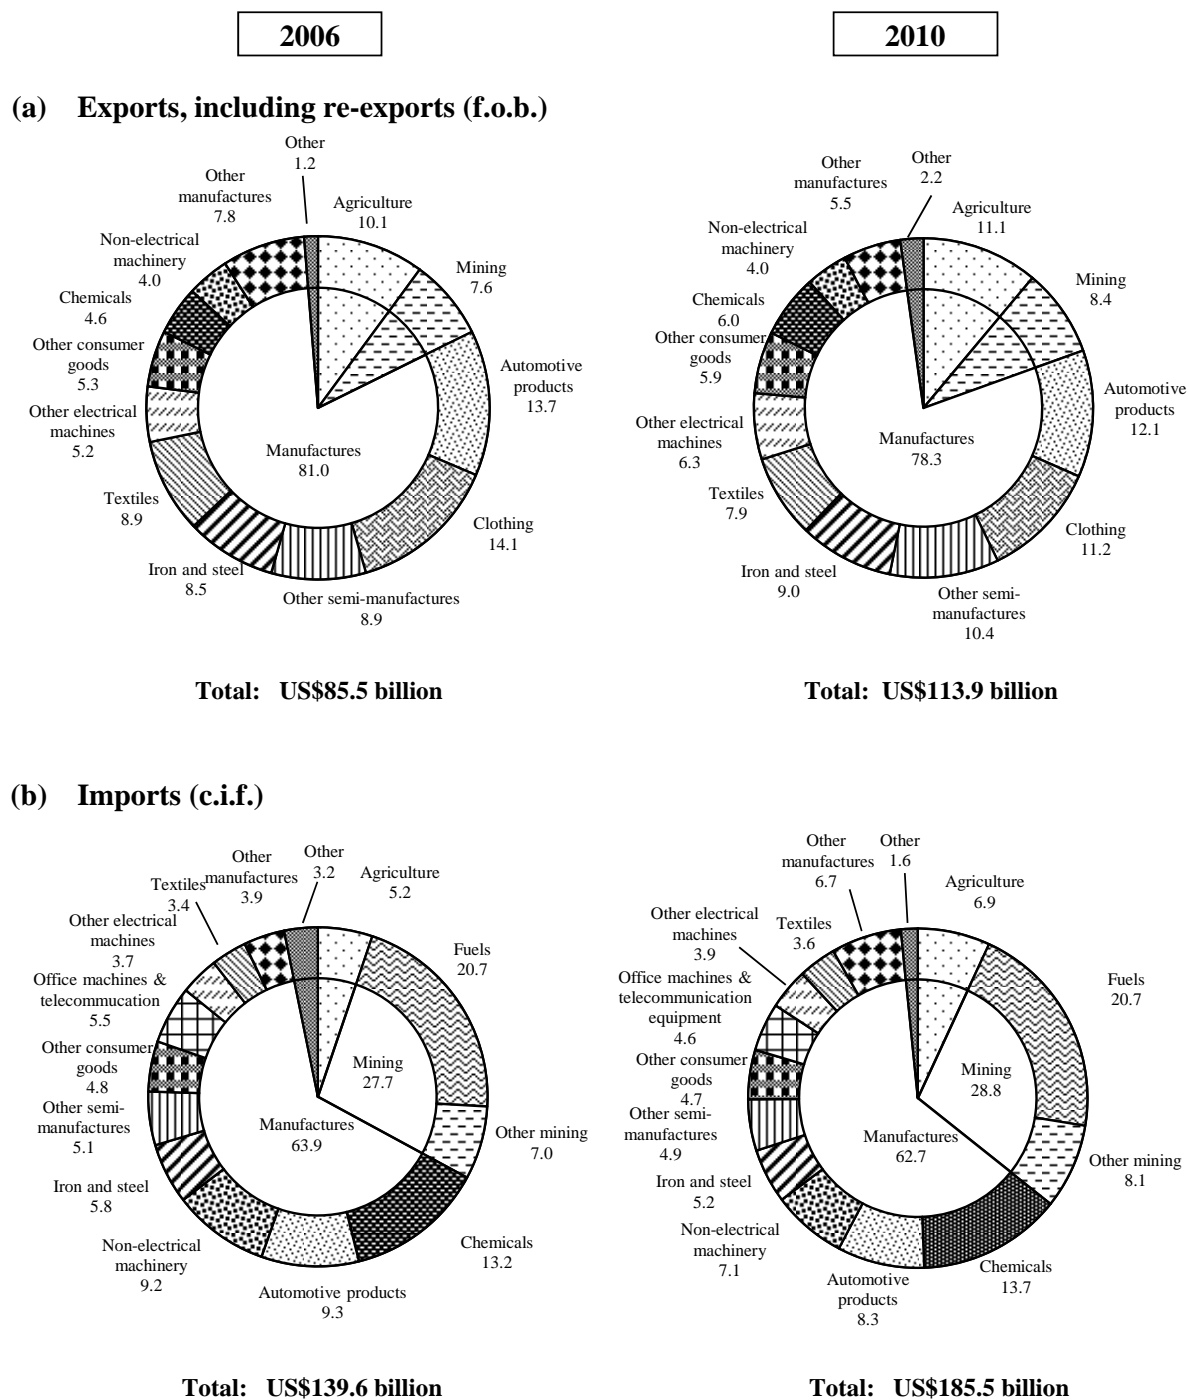 2006
2010
(a) Exports, including re-exports (f.o.b.)
Other
1.2
Other
manufactures
7.8
Agriculture
10.1
Non-electrical
machinery
4.0
Mining
7.6
Chemicals
4.6
Other consumer
goods
5.3
Automotive
products
13.7
Other electrical
machines
5.2
Manufactures
81.0
Textiles
8.9
Clothing
14.1
Iron and steel
8.5
Other semi-manufactures
8.9
Total: US$85.5 billion
Other
manufactures
5.5
Other
2.2
Agriculture
11.1
Non-electrical
machinery
4.0
Mining
8.4
Chemicals
6.0
Other consumer
goods
5.9
Automotive
products
12.1
Other electrical
machines
6.3
Manufactures
78.3
Textiles
7.9
Clothing
11.2
Iron and steel
9.0
Other semi-
manufactures
10.4
Total: US$113.9 billion
(b) Imports (c.i.f.)
Other
manufactures
3.9
Other
3.2
Agriculture
5.2
Textiles
3.4
Other electrical
machines
3.7
Fuels
20.7
Office machines &
telecommucation
5.5
Other consumer
goods
4.8
Mining
27.7
Other semi-
manufactures
5.1
Manufactures
63.9
Other mining
7.0
Iron and steel
5.8
Non-electrical
machinery
9.2
Chemicals
13.2
Automotive products
9.3
Total: US$139.6 billion
Other
manufactures
6.7
Other
1.6
Agriculture
6.9
Other electrical
machines
3.9
Textiles
3.6
Fuels
20.7
Office machines &
telecommunication
equipment
4.6
Other consumer
goods
4.7
Mining
28.8
Other semi-
manufactures
4.9
Manufactures
62.7
Other mining
8.1
Iron and steel
5.2
Non-electrical
machinery
7.1
Chemicals
13.7
Automotive
products
8.3
Total: US$185.5 billion